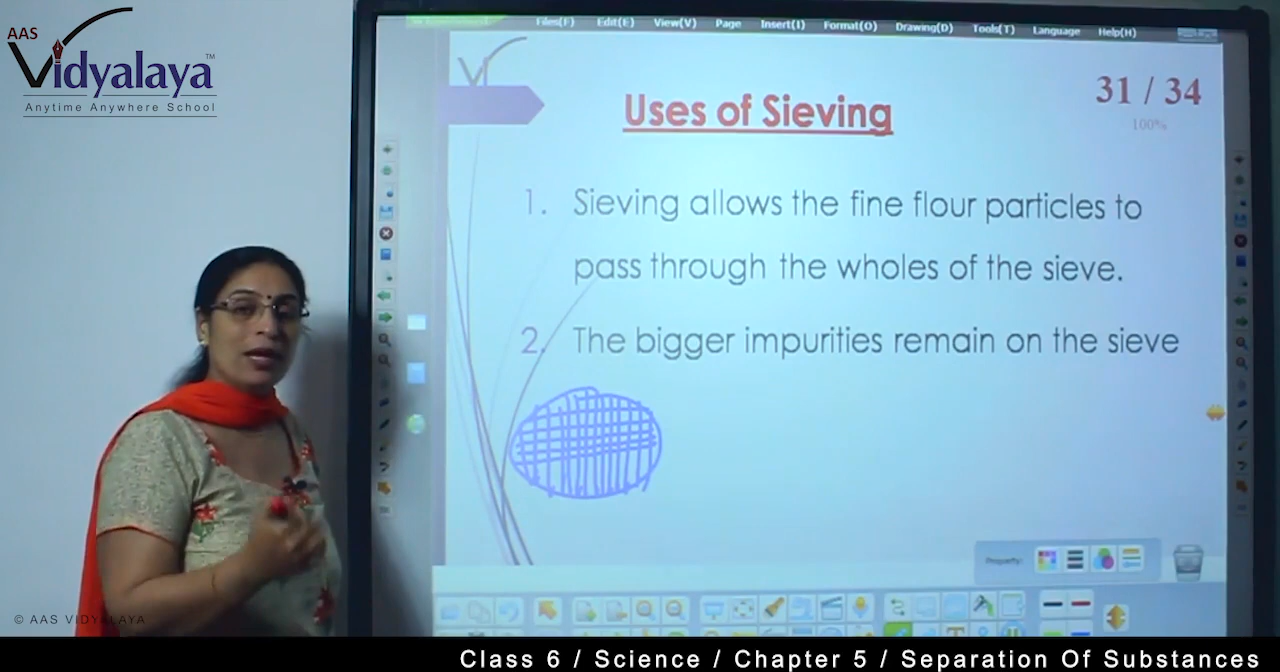 AAS
Vidyalaya™
Anytime Anywhere School
Files(F) Edit(E) View(V) Page Insert(I) Format(O) Drawing(D) Tools(T) Language Help(H)
31 / 34
100%
Uses of Sieving
1. Sieving allows the fine flour particles to
pass through the wholes of the sieve.
2. The bigger impurities remain on the sieve
Property:
© AAS VIDYALAYA
Class 6 / Science / Chapter 5 / Separation Of Substances